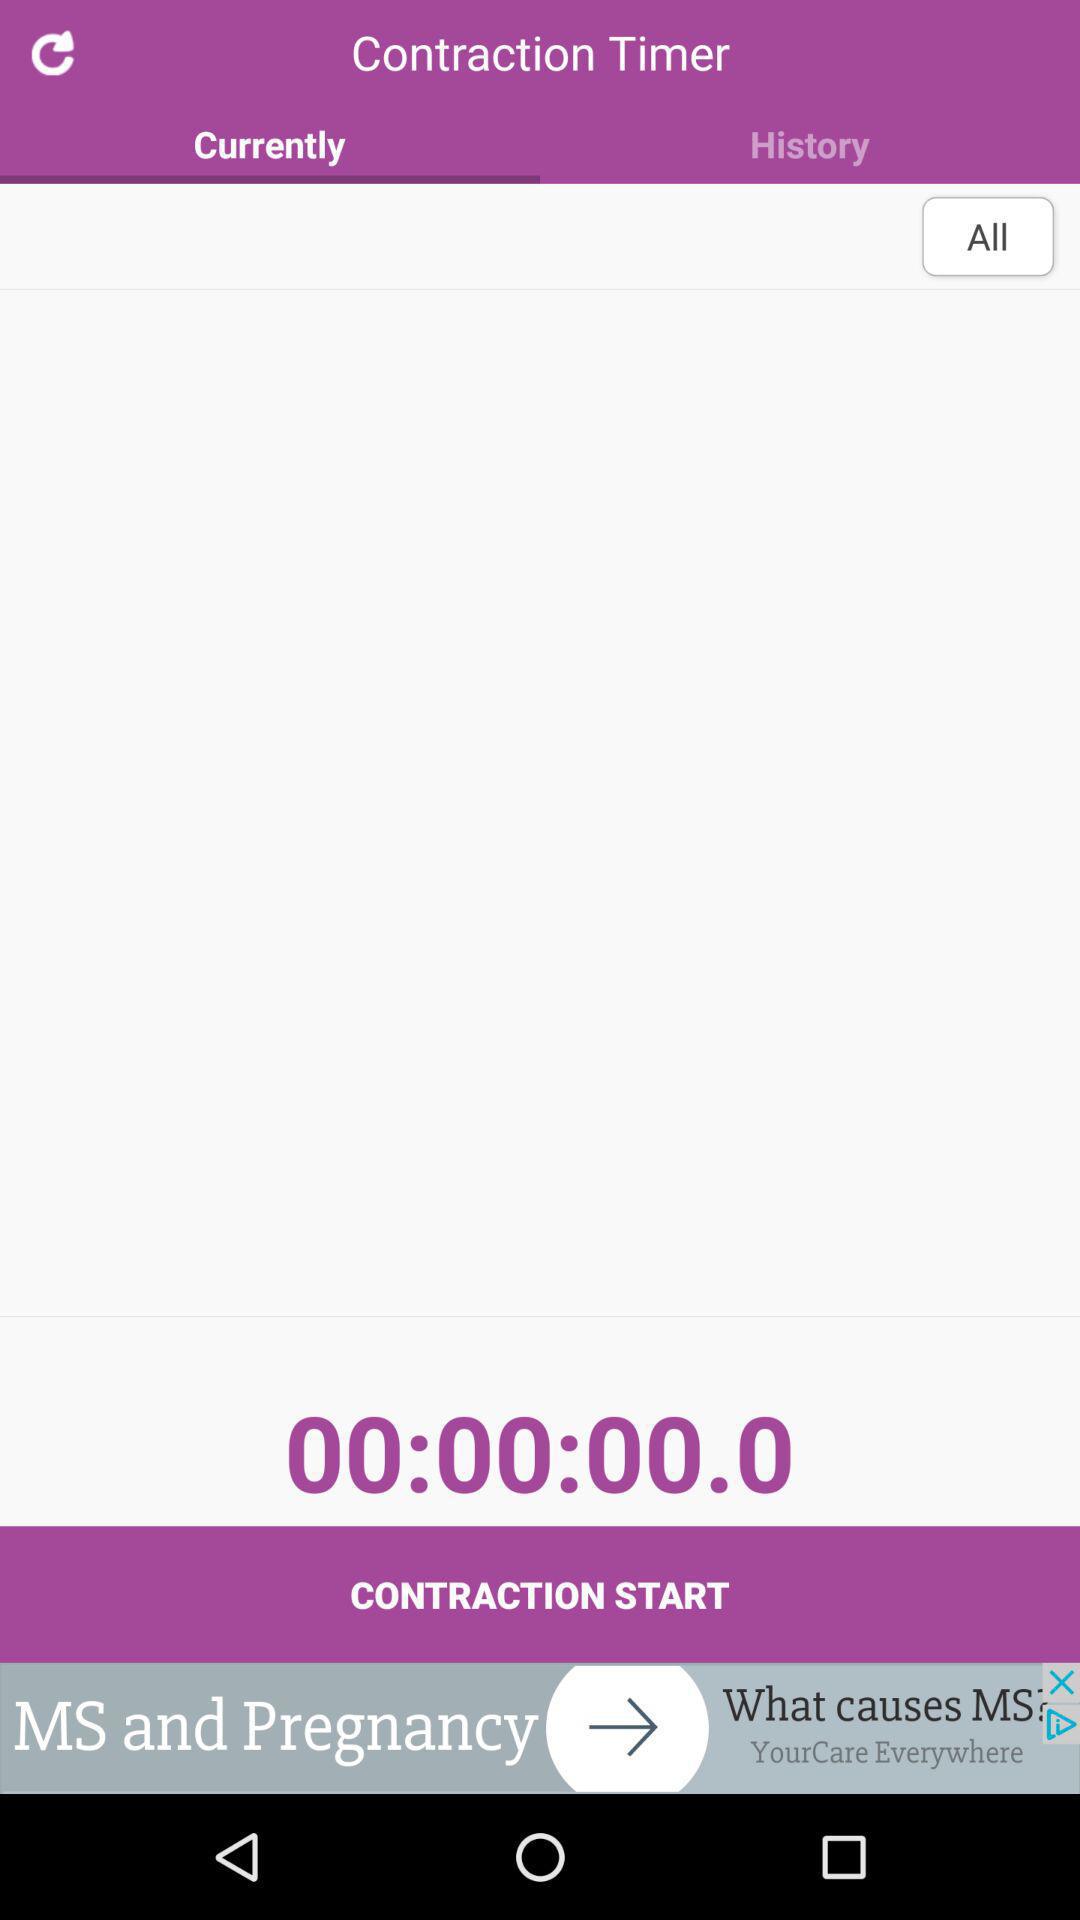 Contraction Timer
Currently
History
All
00:00:00.0
CONTRACTION START
MS and Pregnancy
What causes MS?
YourCare Everywhere